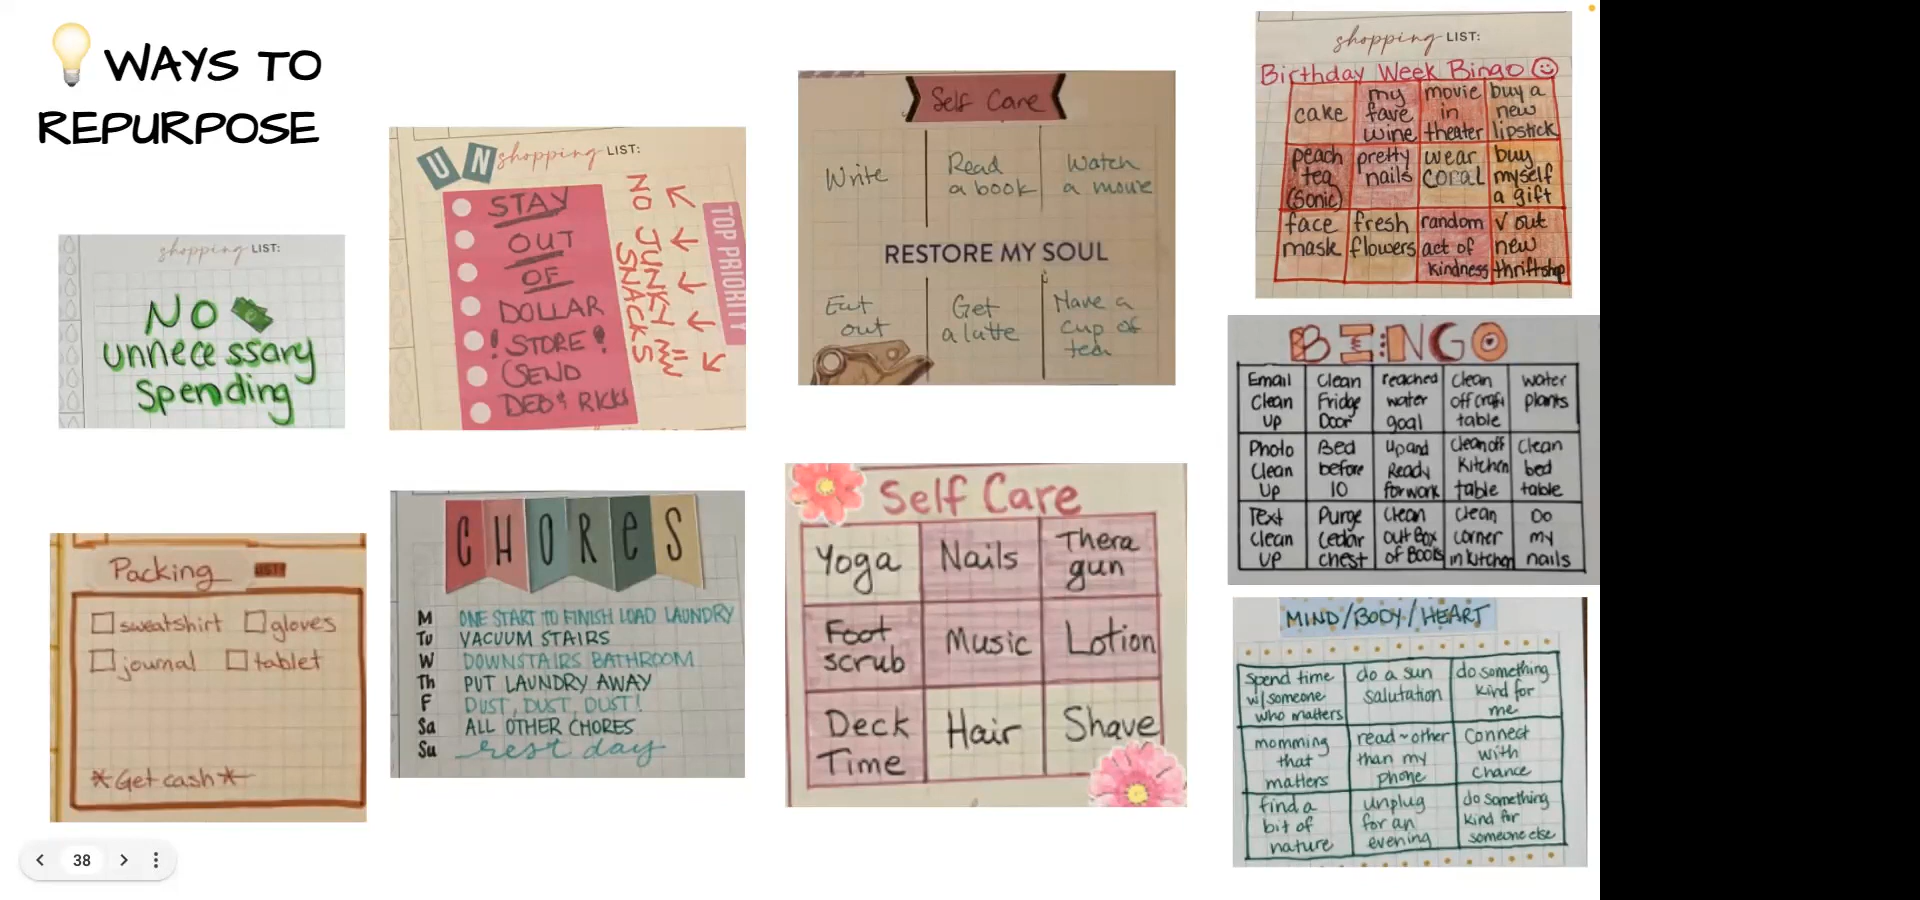 WAYS TO
REPURPOSE
shopping LIST:
NO
unnecessary
spending
Packing LIST
sweatshirt gloves
journal tablet
*Get cash*
UN shopping LIST:
STAY
OUT
OF
DOLLAR
! STORE !
(SEND
DEB & RICK)
NO JUNKY
SNACKS
TOP PRIORITY
CHORES
M ONE START TO FINISH LOAD LAUNDRY
Tu VACUUM STAIRS
W DOWNSTAIRS BATHROOM
Th PUT LAUNDRY AWAY
F DUST, DUST, DUST!
Sa ALL OTHER CHORES
Su rest day
Self Care
Write
Read
a book
Watch
a movie
RESTORE MY SOUL
Eat
out
Get
a latte
Have a
cup of
tea
Self Care
Yoga
Nails
Thera
gun
Foot
scrub
Music
Lotion
Deck
Time
Hair
Shave
shopping LIST:
Birthday Week Bingo
cake
my
fave
wine
movie
in
theater
buy a
new
lipstick
peach
tea
(Sonic)
pretty
nails
wear
coral
buy
myself
a gift
face
mask
fresh
flowers
random
act of
kindness
√ out
new
thriftshop
BINGO
Email
Clean
up
Clean
Fridge
Door
reached
water
goal
Clean
off craft
table
water
plants
Photo
Clean
Up
Bed
before
10
Up and
Ready
for work
Clean off
Kitchen
table
Clean
bed
table
Text
Clean
Up
Purge
Cedar
chest
Clean
out Box
of Books
Clean
corner
in kitchen
Do
my
nails
MIND/BODY/HEART
spend time
w/someone
who matters
do a sun
salutation
do something
kind for
me
momming
that
matters
read~other
than my
phone
Connect
with
Chance
find a
bit of
nature
unplug
for an
evening
do something
kind for
someone else
38